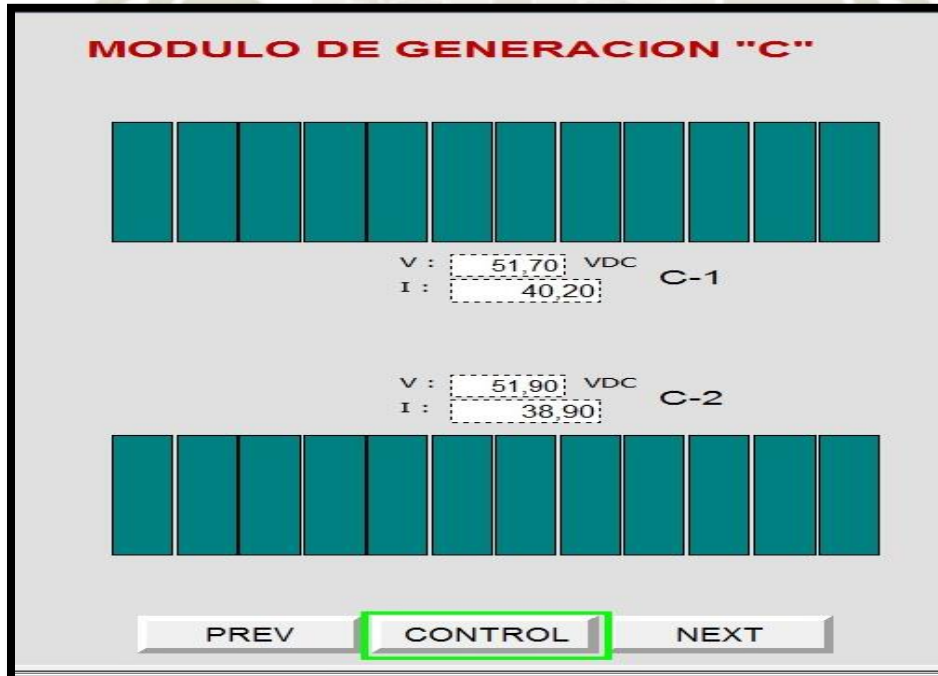 MODULO DE GENERACION "C"
V : 51,70 VDC
I : 40,20
C-1
V : 51,90 VDC
I : 38,90
C-2
PREV CONTROL NEXT